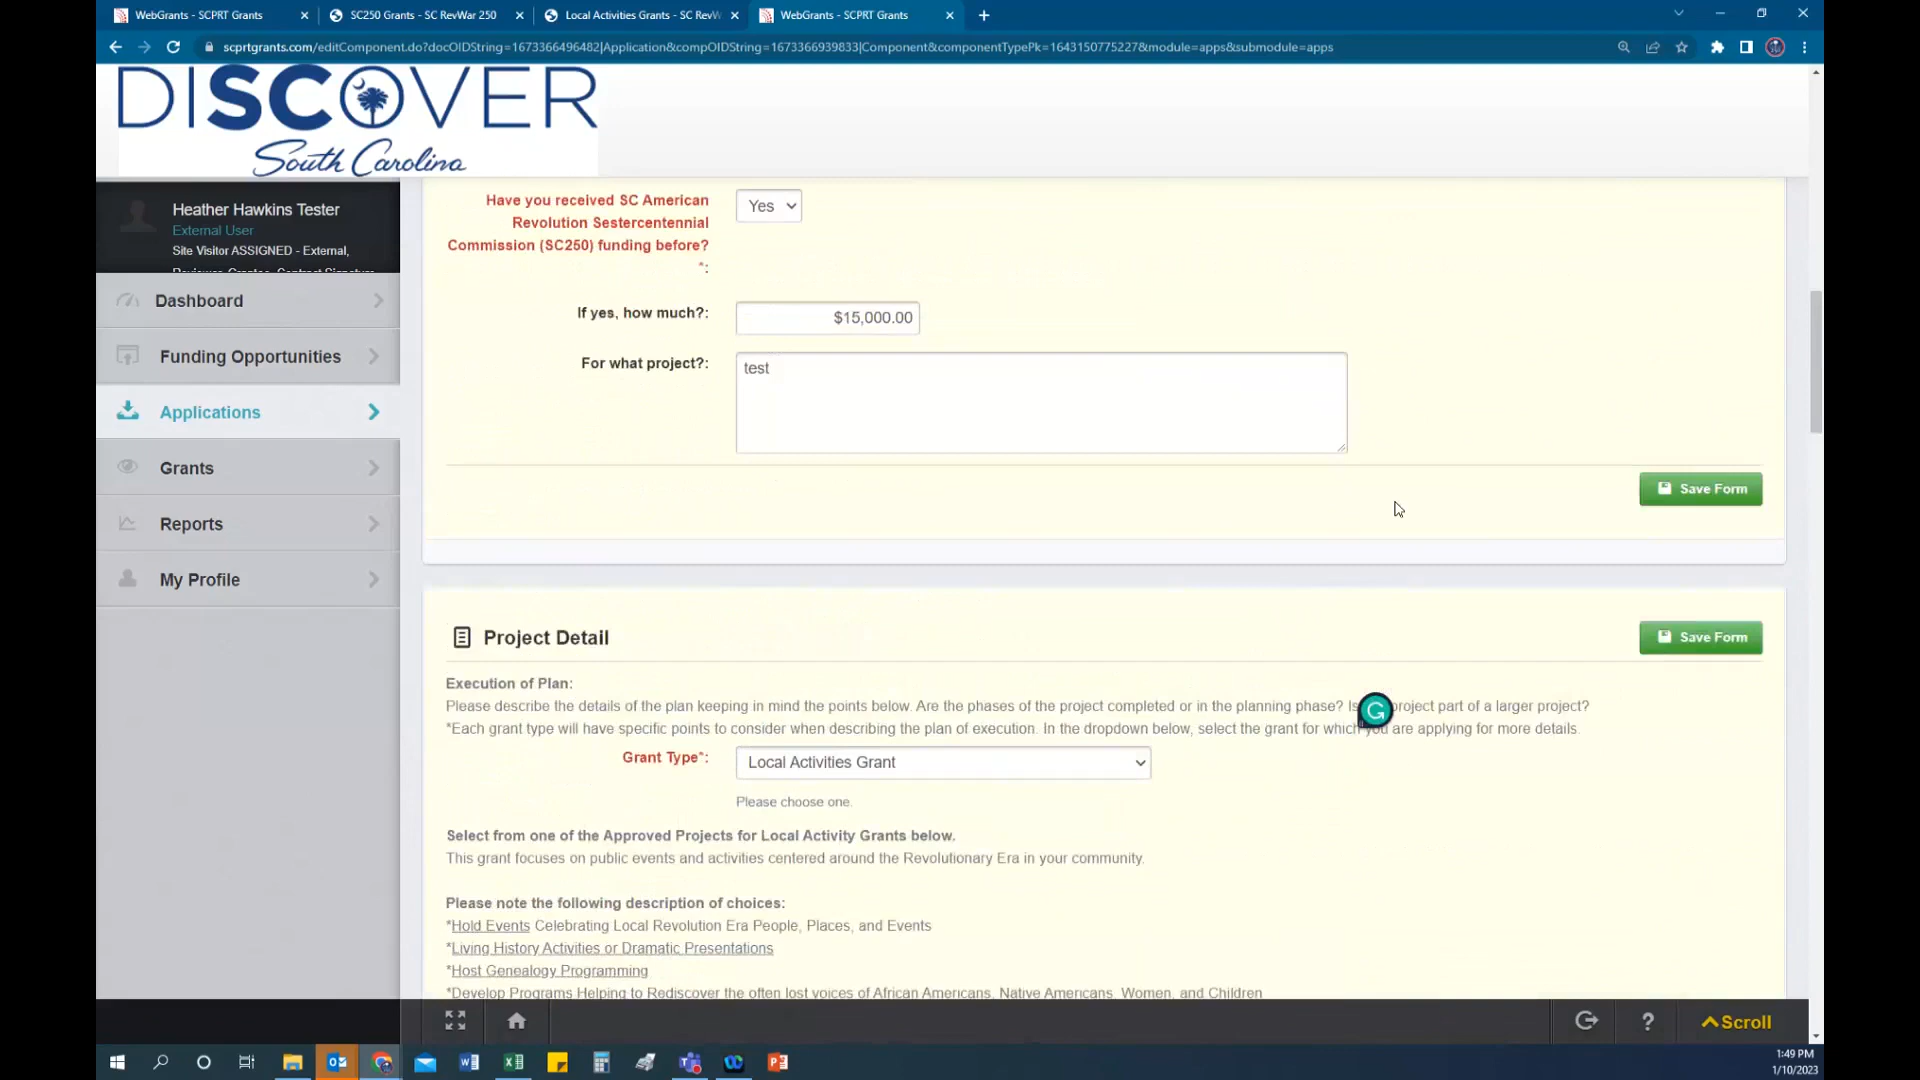 WebGrants - SCPRT Grants
SC250 Grants - SC RevWar 250
Local Activities Grants - SC RevW
WebGrants - SCPRT Grants
scprtgrants.com/editComponent.do?docOIDString=1673366496482|Application&compOIDString=1673366939833|Component&componentTypePk=1643150775227&module=apps&submodule=apps
DISCOVER
South Carolina
Heather Hawkins Tester
External User
Site Visitor ASSIGNED - External,
Dashboard
Funding Opportunities
Applications
Grants
Reports
My Profile
Have you received SC American
Revolution Sestercentennial
Commission (SC250) funding before?
*:
Yes
If yes, how much?: $15,000.00
For what project?: test
Save Form
Project Detail
Save Form
Execution of Plan:
Please describe the details of the plan keeping in mind the points below. Are the phases of the project completed or in the planning phase? Is project part of a larger project?
*Each grant type will have specific points to consider when describing the plan of execution. In the dropdown below, select the grant for which you are applying for more details.
Grant Type*: Local Activities Grant
Please choose one.
Select from one of the Approved Projects for Local Activity Grants below.
This grant focuses on public events and activities centered around the Revolutionary Era in your community.
Please note the following description of choices:
*Hold Events Celebrating Local Revolution Era People, Places, and Events
*Living History Activities or Dramatic Presentations
*Host Genealogy Programming
*Develop Programs Helping to Rediscover the often lost voices of African Americans, Native Americans, Women, and Children
Scroll
1:49 PM
1/10/2023